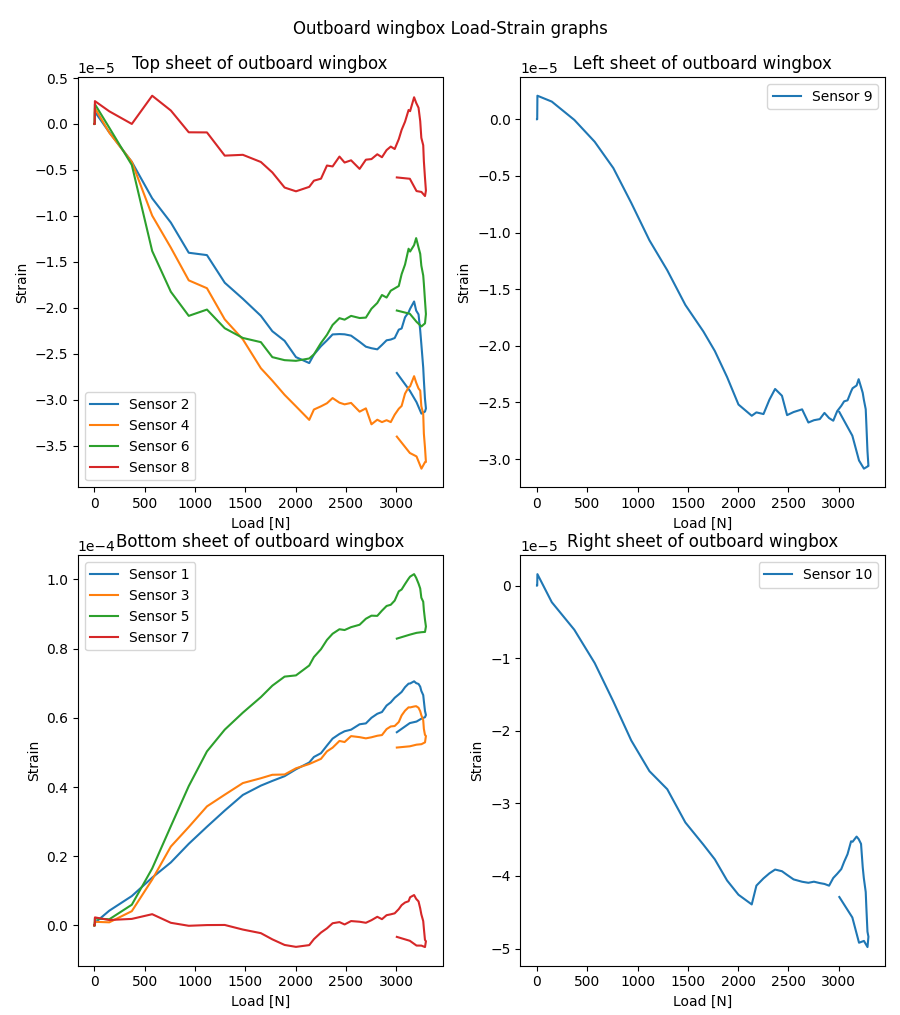 Outboard wingbox Load-Strain graphs
Top sheet of outboard wingbox
1e−5
0.5
0.0
−0.5
−1.0
−1.5
−2.0
−2.5
−3.0
−3.5
Strain
Sensor 2
Sensor 4
Sensor 6
Sensor 8
0 500 1000 1500 2000 2500 3000
Load [N]
Left sheet of outboard wingbox
1e−5
Sensor 9
0.0
−0.5
−1.0
−1.5
−2.0
−2.5
−3.0
Strain
0 500 1000 1500 2000 2500 3000
Load [N]
Bottom sheet of outboard wingbox
1e−4
Sensor 1
Sensor 3
Sensor 5
Sensor 7
1.0
0.8
0.6
0.4
0.2
0.0
Strain
0 500 1000 1500 2000 2500 3000
Load [N]
Right sheet of outboard wingbox
1e−5
Sensor 10
0
−1
−2
−3
−4
−5
Strain
0 500 1000 1500 2000 2500 3000
Load [N]